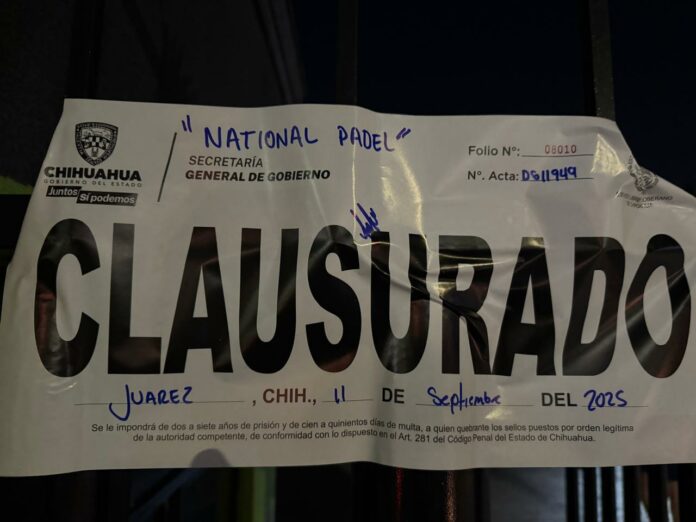 "NATIONAL PADEL"
CHIHUAHUA
GOBIERNO DEL ESTADO
Juntos Sí podemos
SECRETARÍA
GENERAL DE GOBIERNO
Folio N°: 08010
N°. Acta: DS11949
CLAUSURADO
JUAREZ, CHIH., 11 DE Septiembre DEL 2025
Se le impondrá de dos a siete años de prisión y de cien a quinientos días de multa, a quien quebrante los sellos puestos por orden legítima
de la autoridad competente, de conformidad con lo dispuesto en el Art. 281 del Código Penal del Estado de Chihuahua.